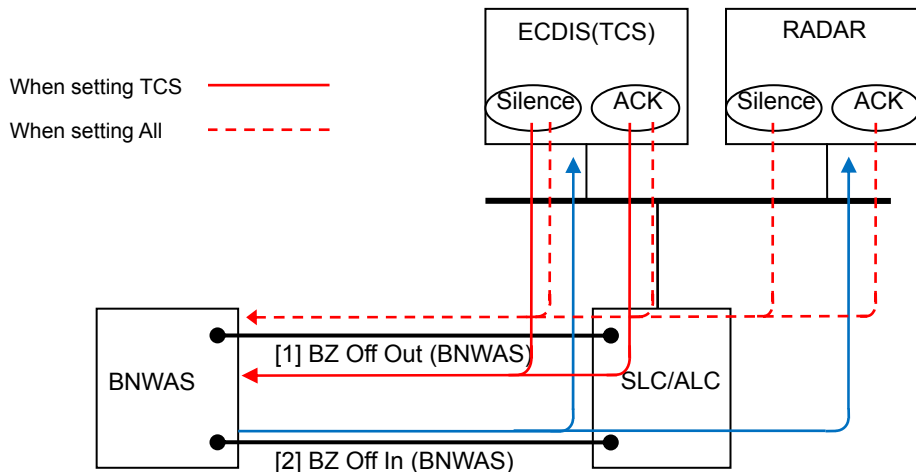 ECDIS(TCS)
RADAR
When setting TCS
Silence
ACK
Silence
ACK
When setting All
[1] BZ Off Out (BNWAS)
BNWAS
SLC/ALC
[2] BZ Off In (BNWAS)